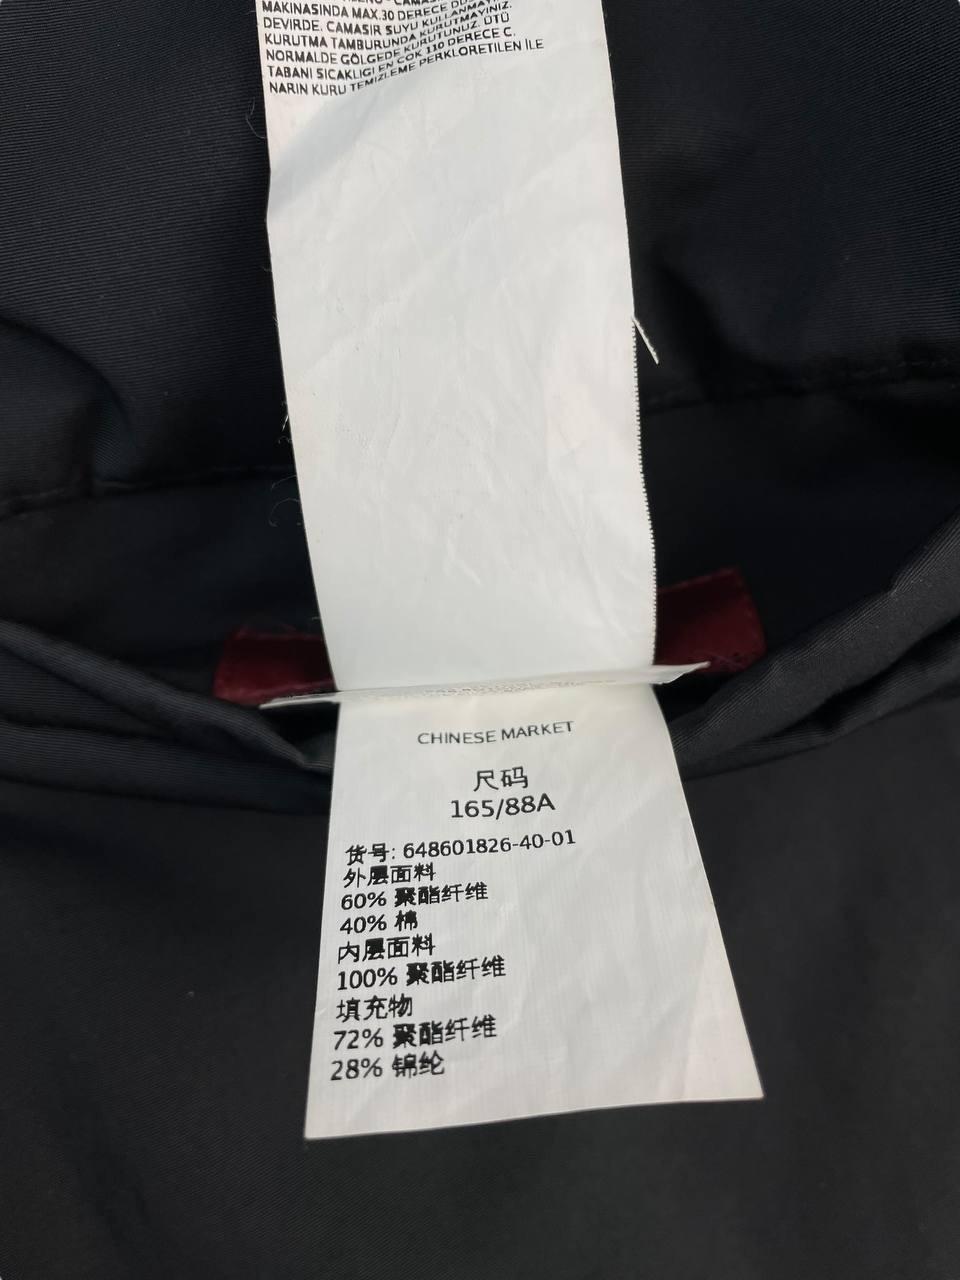 MAKINASINDA MAX.30 DERECE
DEVIRDE. CAMASIR SUYU KULLANMAYINIZ.
KURUTMA TAMBURUNDA KURUTMAYINIZ. ÜTÜ
NORMALDE GÖLGEDE KURUTUNUZ.
TABANI SICAKLIGI EN COK 110 DERECE C.
NARIN KURU TEMIZLEME PERKLORETILEN ILE
CHINESE MARKET
尺码
165/88A
货号: 648601826-40-01
外层面料
60% 聚酯纤维
40% 棉
内层面料
100% 聚酯纤维
填充物
72% 聚酯纤维
28% 锦纶